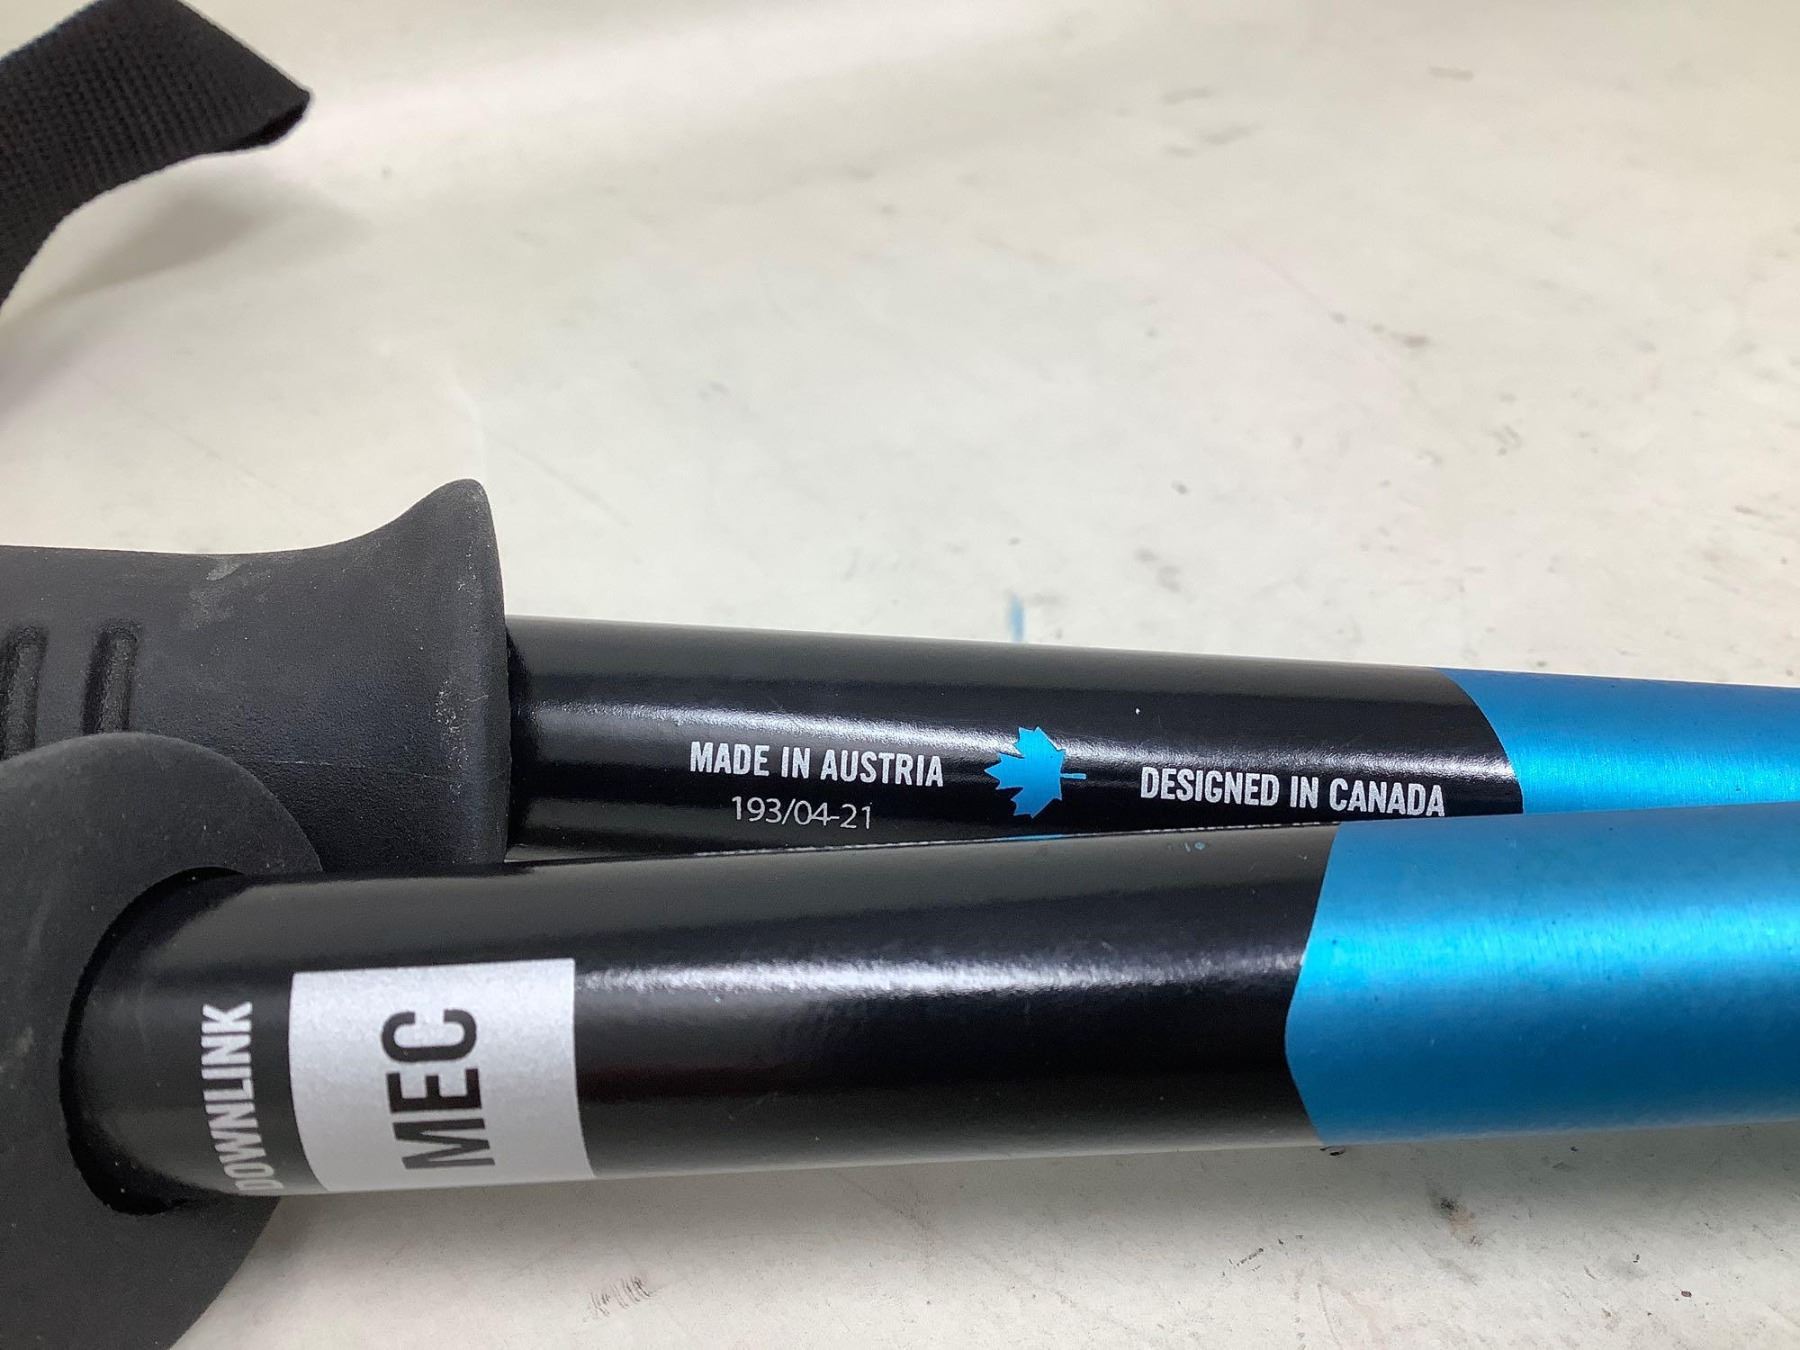 MADE IN AUSTRIA DESIGNED IN CANADA
193/04-21
DOWNLINK
MEC